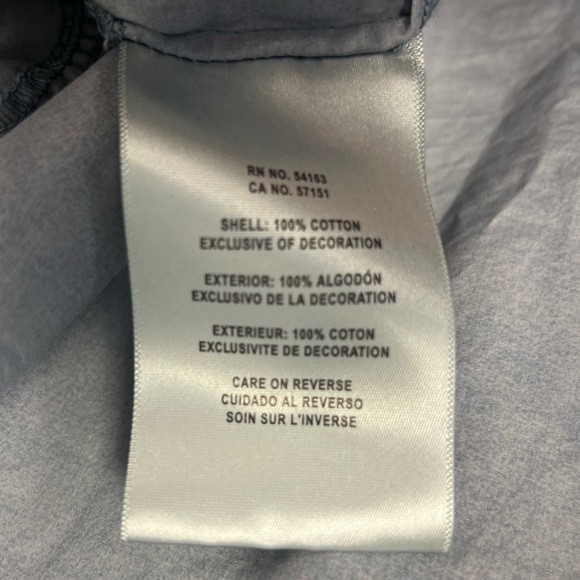 RN NO. 54163
CA NO. 57151
SHELL: 100% COTTON
EXCLUSIVE OF DECORATION
EXTERIOR: 100% ALGODÓN
EXCLUSIVO DE LA DECORATION
EXTERIEUR: 100% COTON
EXCLUSIVITE DE DECORATION
CARE ON REVERSE
CUIDADO AL REVERSO
SOIN SUR L'INVERSE